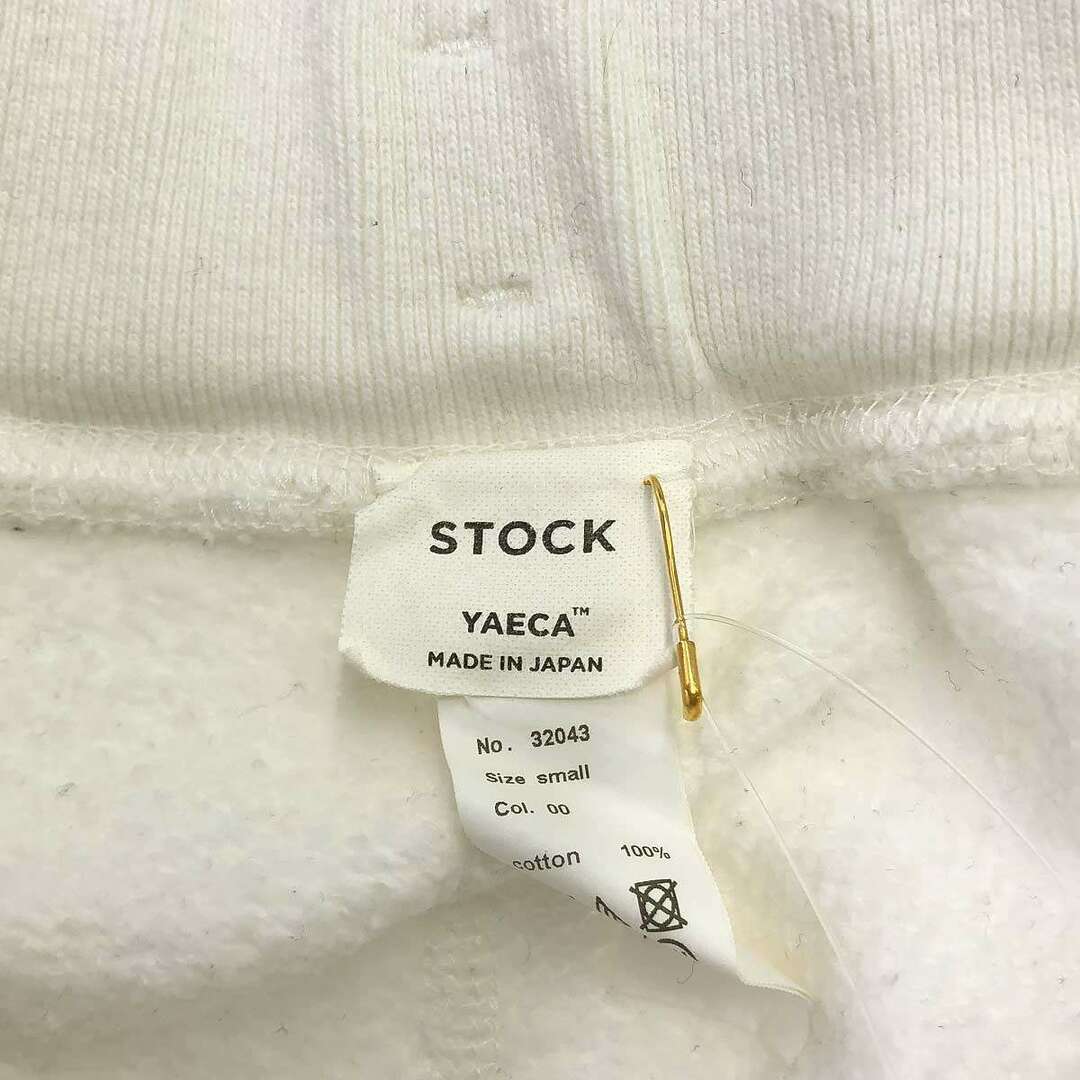 STOCK
YAECA™
MADE IN JAPAN
No. 32043
size small
Col. 00
cotton 100%